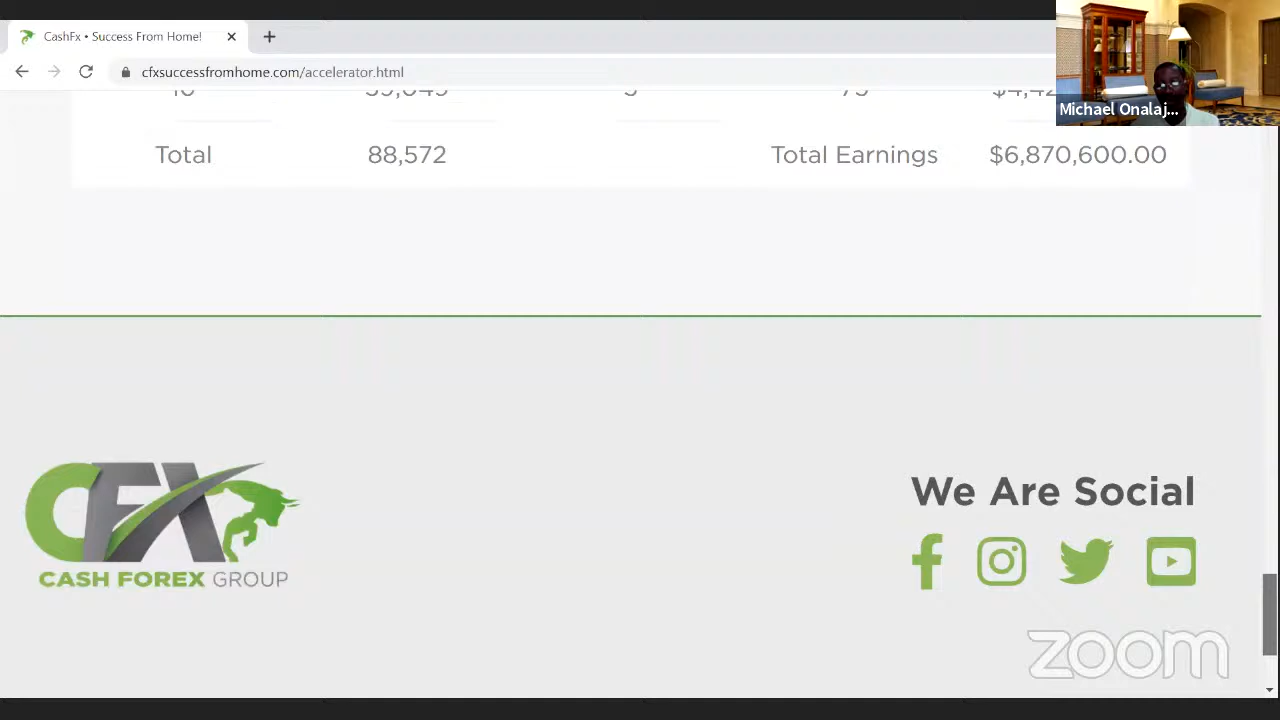 CashFx • Success From Home!
cfxsuccessfromhome.com/accelerator.html
Michael Onalaj...
Total 88,572 Total Earnings $6,870,600.00
We Are Social
CFX
CASH FOREX GROUP
zoom